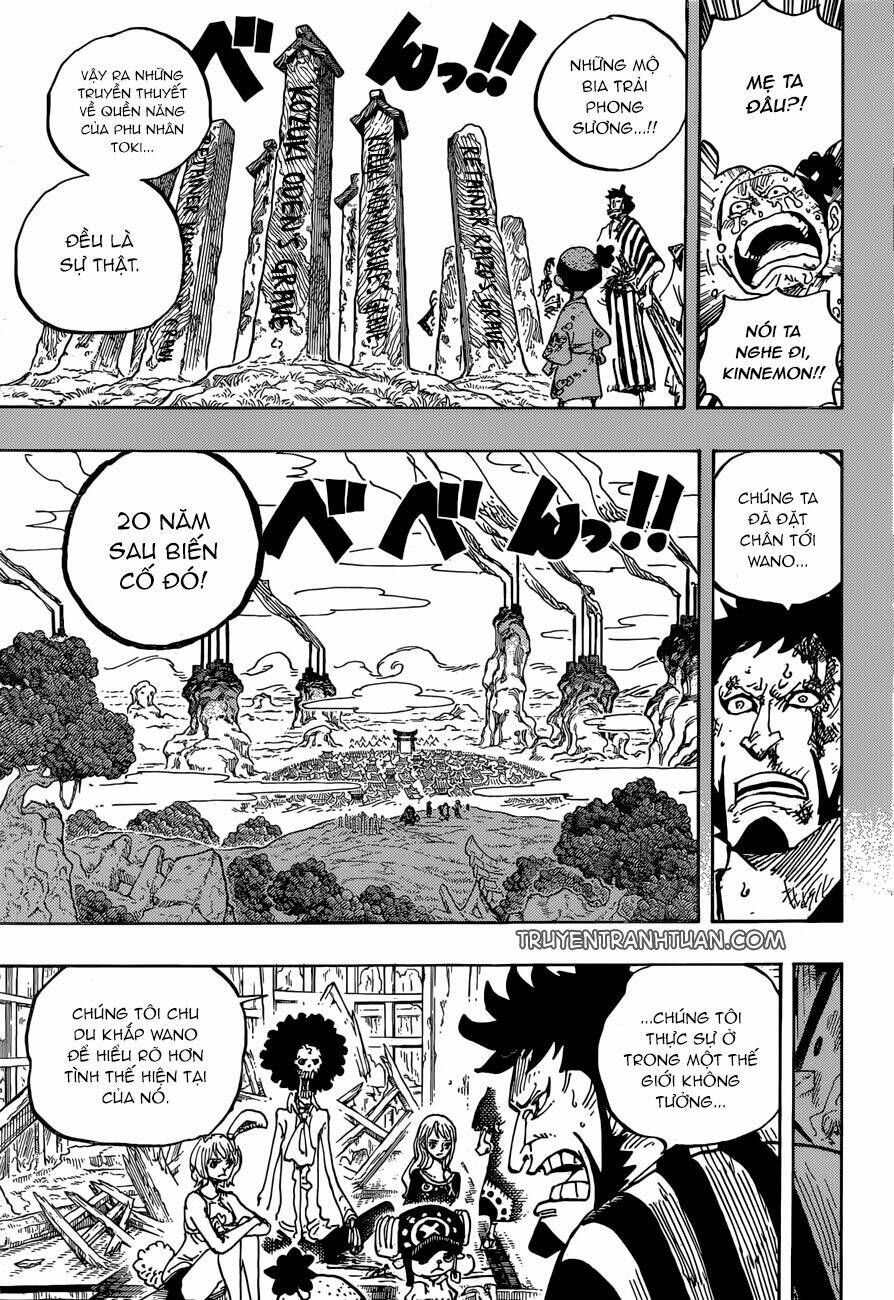 MẸ TA
ĐÂU?!
NÓI TA
NGHE ĐI,
KINNEMON!!
NHỮNG MỘ
BIA TRẢI
PHONG
SƯƠNG...!!
べんっ!!
VẬY RA NHỮNG
TRUYỀN THUYẾT
VỀ QUỀN NĂNG
CỦA PHU NHÂN
TOKI...
ĐỀU LÀ
SỰ THẬT.
KOZUKI ODEN'S GRAVE
RETAINER RAIZO'S GRAVE
CHÚNG TA
ĐÃ ĐẶT
CHÂN TỚI
WANO...
べべんっ!!
20 NĂM
SAU BIẾN
CỐ ĐÓ!
TRUYENTRANHTUAN.COM
...CHÚNG TÔI
THỰC SỰ Ở
TRONG MỘT THẾ
GIỚI KHÔNG
TƯỞNG...
CHÚNG TÔI CHU
DU KHẮP WANO
ĐỂ HIỂU RÕ HƠN
TÌNH THẾ HIỆN TẠI
CỦA NÓ.